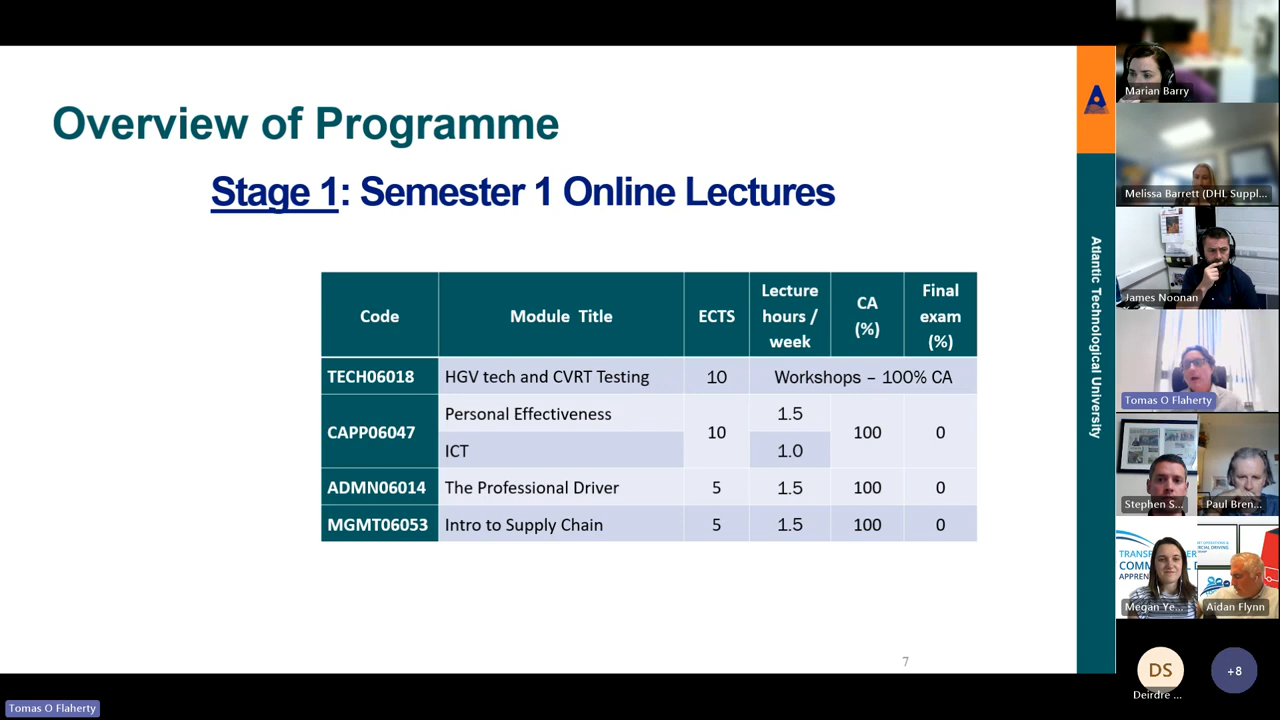 Overview of Programme
Stage 1: Semester 1 Online Lectures
Code Module Title ECTS Lecture hours / week CA (%) Final exam (%)
TECH06018 HGV tech and CVRT Testing 10 Workshops – 100% CA
CAPP06047 Personal Effectiveness 10 1.5 100 0
ICT 1.0
ADMN06014 The Professional Driver 5 1.5 100 0
MGMT06053 Intro to Supply Chain 5 1.5 100 0
7
Atlantic Technological University
Marian Barry
Melissa Barrett (DHL Suppl...
James Noonan
Tomas O Flaherty
Stephen S...
Paul Bren...
Megan Ye...
Aidan Flynn
DS
Deirdre ...
+8
Tomas O Flaherty